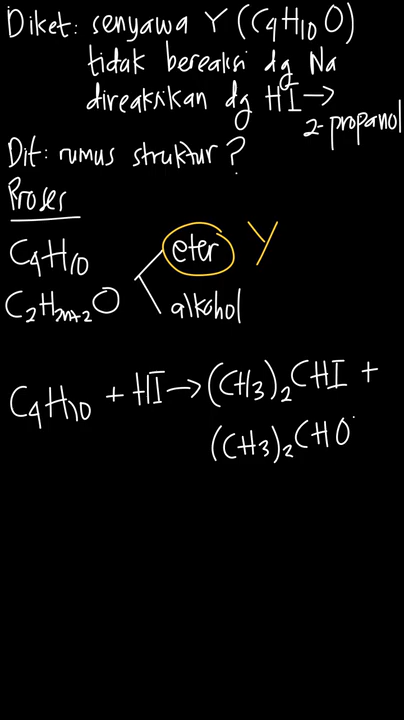 Diket: senyawa Y (C4H10O)
tidak bereaksi dg Na
direaksikan dg HI→
2-propanol
Dit: rumus struktur?
Proses
C4H10
eter
Y
C2H2n+2O
alkohol
C4H10 + HI → (CH3)2CHI +
(CH3)2CHO